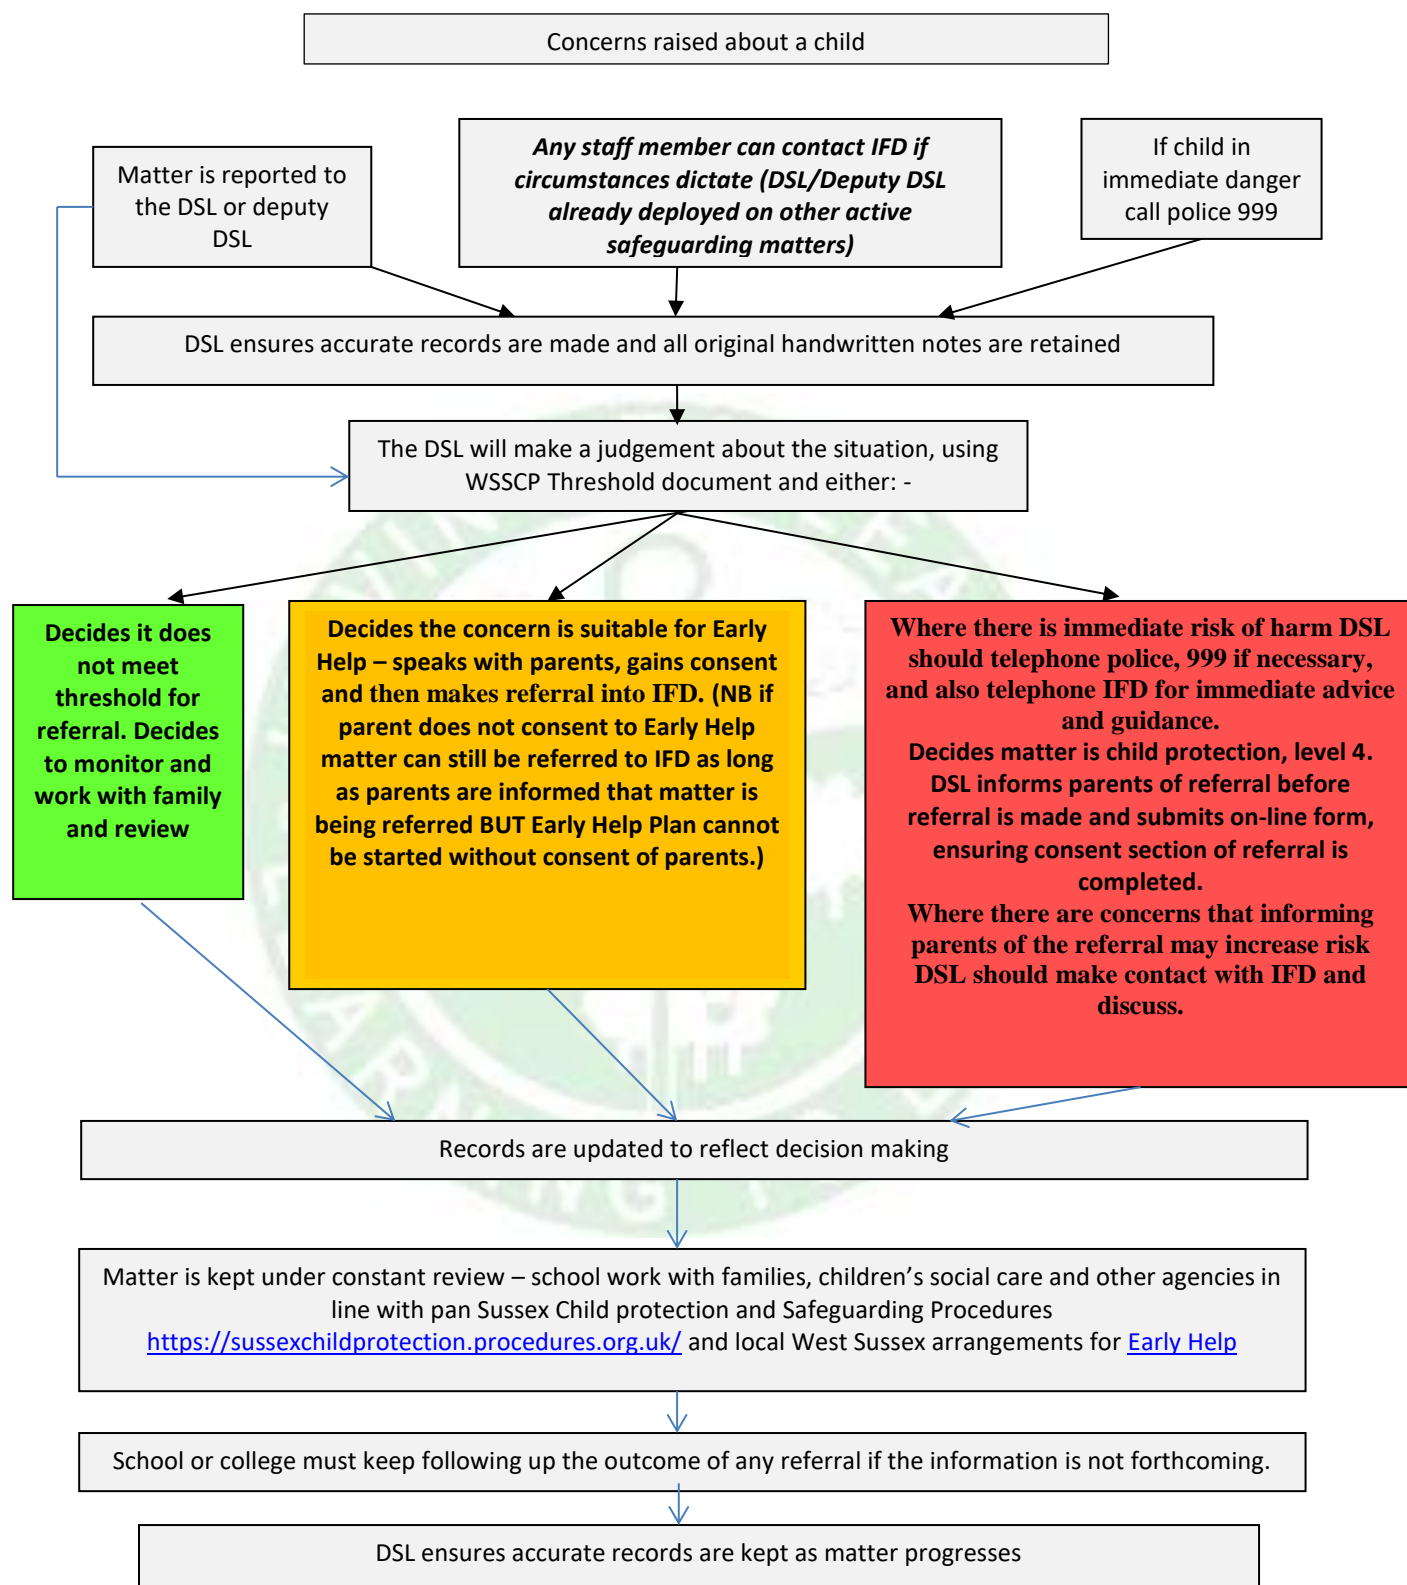 Concerns raised about a child
Matter is reported to
the DSL or deputy
DSL
Any staff member can contact IFD if
circumstances dictate (DSL/Deputy DSL
already deployed on other active
safeguarding matters)
If child in
immediate danger
call police 999
DSL ensures accurate records are made and all original handwritten notes are retained
The DSL will make a judgement about the situation, using
WSSCP Threshold document and either: -
Decides it does
not meet
threshold for
referral. Decides
to monitor and
work with family
and review
Decides the concern is suitable for Early
Help – speaks with parents, gains consent
and then makes referral into IFD. (NB if
parent does not consent to Early Help
matter can still be referred to IFD as long
as parents are informed that matter is
being referred BUT Early Help Plan cannot
be started without consent of parents.)
Where there is immediate risk of harm DSL
should telephone police, 999 if necessary,
and also telephone IFD for immediate advice
and guidance.
Decides matter is child protection, level 4.
DSL informs parents of referral before
referral is made and submits on-line form,
ensuring consent section of referral is
completed.
Where there are concerns that informing
parents of the referral may increase risk
DSL should make contact with IFD and
discuss.
Records are updated to reflect decision making
Matter is kept under constant review – school work with families, children’s social care and other agencies in
line with pan Sussex Child protection and Safeguarding Procedures
https://sussexchildprotection.procedures.org.uk/ and local West Sussex arrangements for Early Help
School or college must keep following up the outcome of any referral if the information is not forthcoming.
DSL ensures accurate records are kept as matter progresses